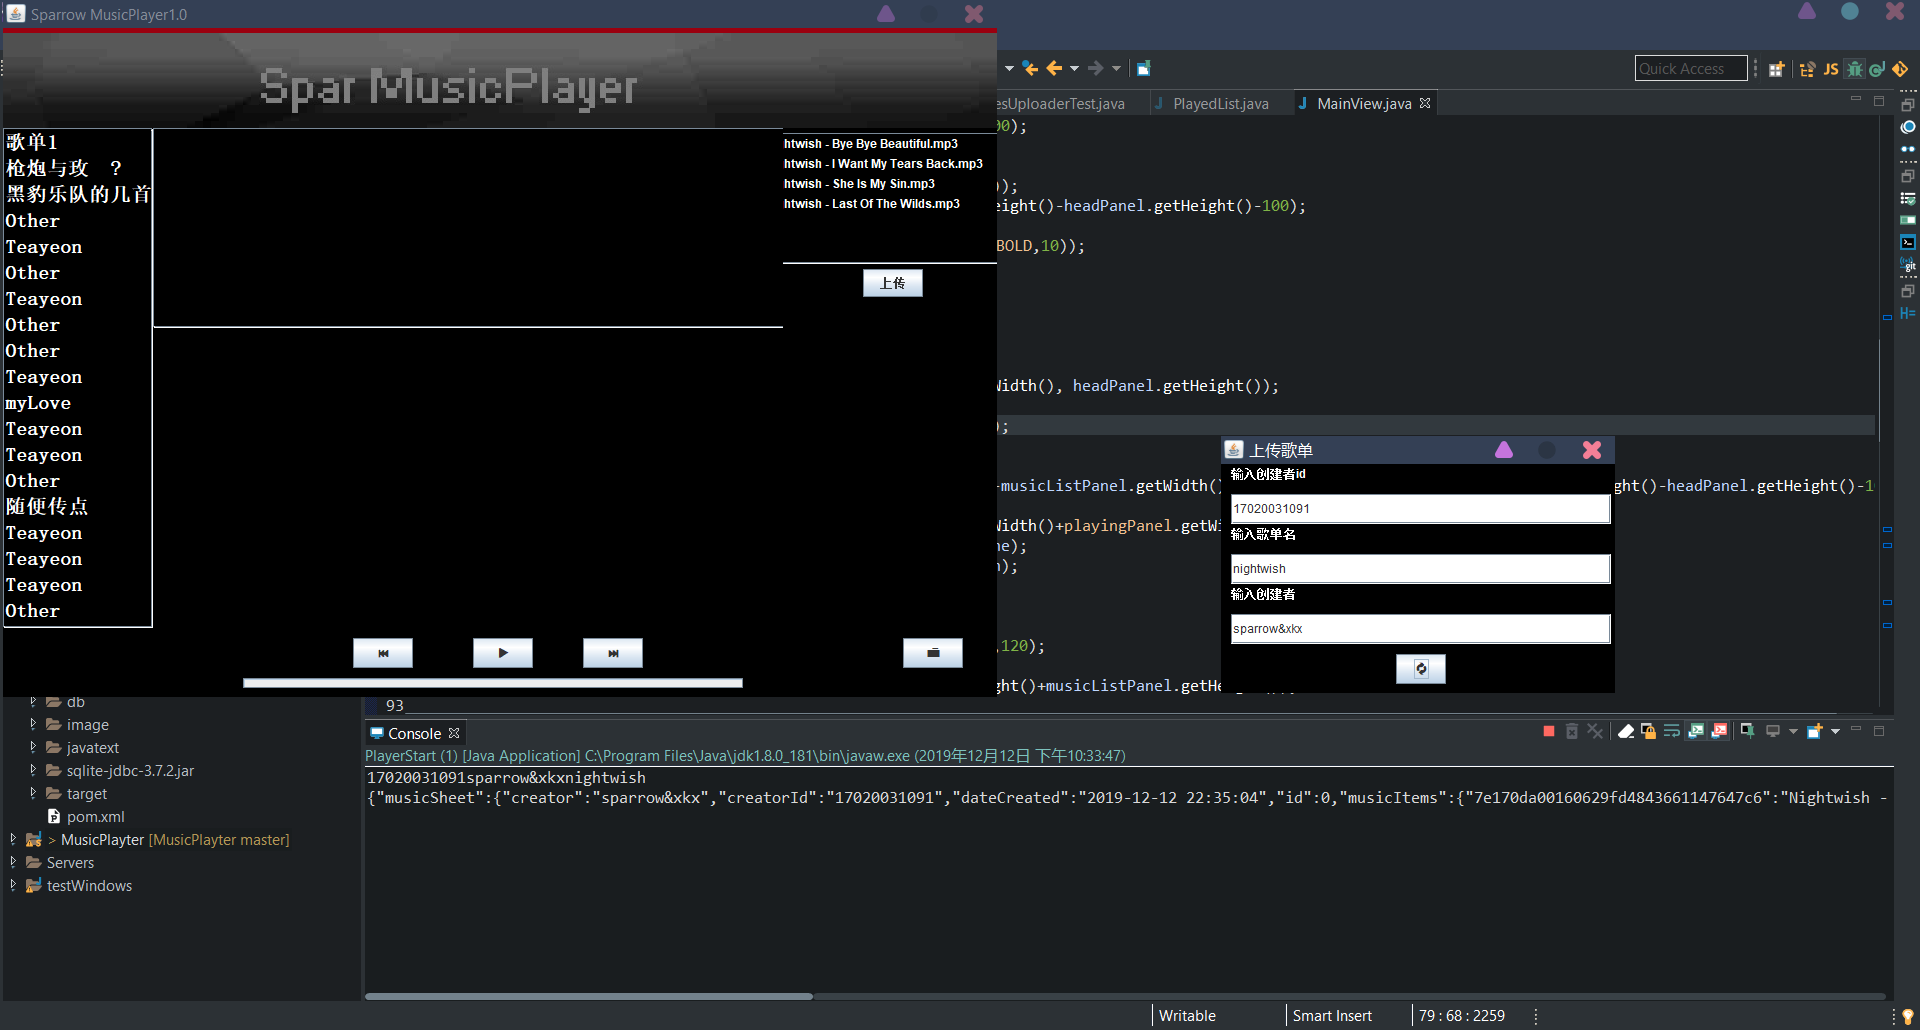 Sparrow MusicPlayer1.0
Spar MusicPlayer
歌单1
枪炮与玫 ?
黑豹乐队的几首
Other
Teayeon
Other
Teayeon
Other
Other
Teayeon
myLove
Teayeon
Teayeon
Other
随便传点
Teayeon
Teayeon
Teayeon
Other
htwish - Bye Bye Beautiful.mp3
htwish - I Want My Tears Back.mp3
htwish - She Is My Sin.mp3
htwish - Last Of The Wilds.mp3
上传
Quick Access
JS
esUploaderTest.java
PlayedList.java
MainView.java
00);
);
eight()-headPanel.getHeight()-100);
BOLD,10));
Width(), headPanel.getHeight());
);
-musicListPanel.getWidth()
ght()-headPanel.getHeight()-1
Width()+playingPanel.getWi
ne);
n);
,120);
ght()+musicListPanel.getHe
93
git
H=
上传歌单
输入创建者id
17020031091
输入歌单名
nightwish
输入创建者
sparrow&xkx
db
image
javatext
sqlite-jdbc-3.7.2.jar
target
pom.xml
> MusicPlayter [MusicPlayter master]
Servers
testWindows
Console
PlayerStart (1) [Java Application] C:\Program Files\Java\jdk1.8.0_181\bin\javaw.exe (2019年12月12日 下午10:33:47)
17020031091sparrow&xkxnightwish
{"musicSheet":{"creator":"sparrow&xkx","creatorId":"17020031091","dateCreated":"2019-12-12 22:35:04","id":0,"musicItems":{"7e170da00160629fd4843661147647c6":"Nightwish -
Writable
Smart Insert
79 : 68 : 2259